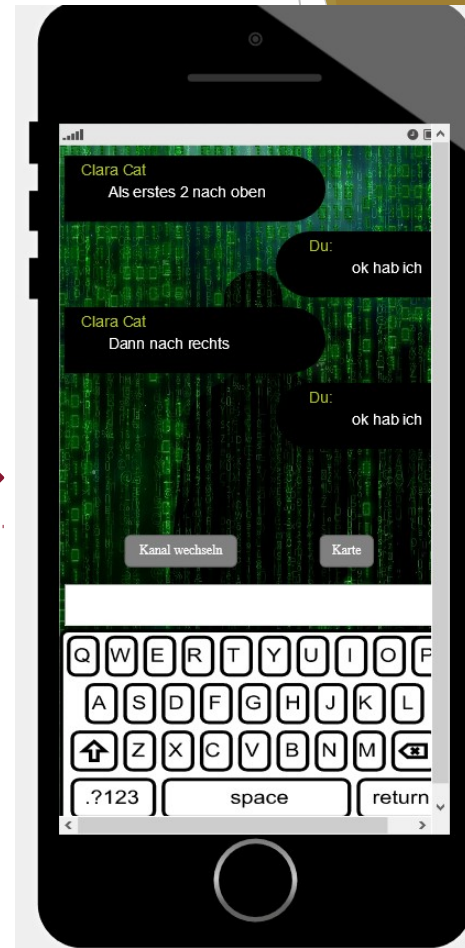 Clara Cat
Als erstes 2 nach oben
Du:
ok hab ich
Clara Cat
Dann nach rechts
Du:
ok hab ich
Kanal wechseln Karte
Q W E R T Y U I O P
A S D F G H J K L
Z X C V B N M
.?123 space return